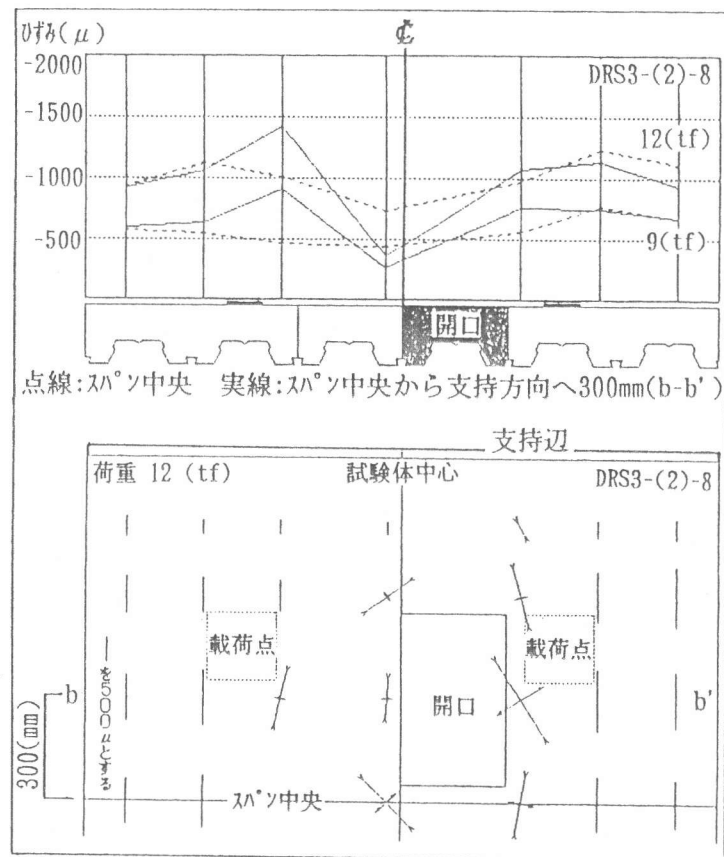 ひずみ(μ)
℄
-2000
DRS3-(2)-8
-1500
12(tf)
-1000
-500
9(tf)
開口
点線:スパン中央 実線:スパン中央から支持方向へ300mm(b-b')
支持辺
荷重 12 (tf) 試験体中心 DRS3-(2)-8
載荷点
載荷点
―を500μとする
b
開口
b'
300(mm)
スパン中央